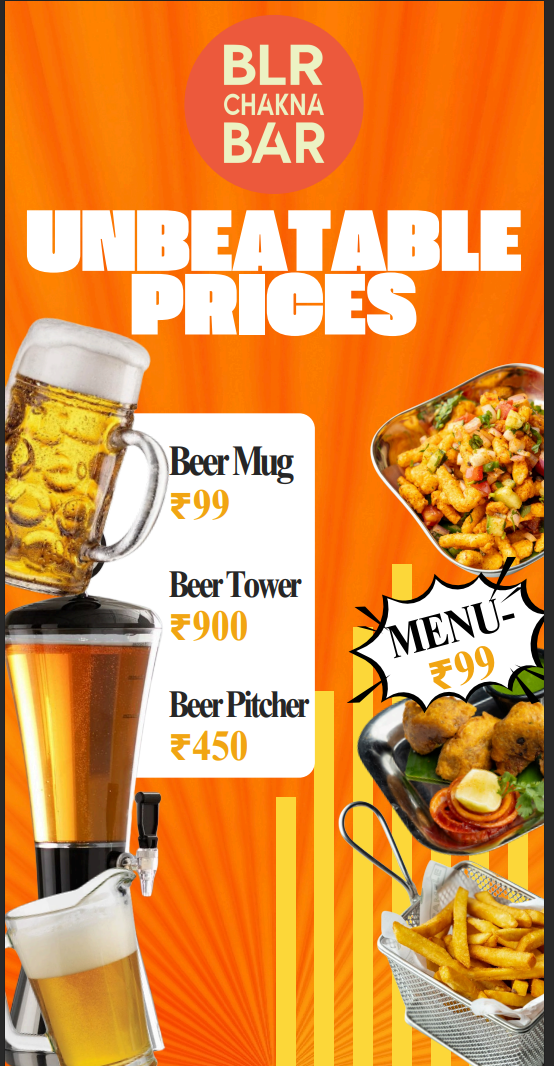 BLR
CHAKNA
BAR
UNBEATABLE
PRICES
Beer Mug
₹99
Beer Tower
₹900
Beer Pitcher
₹450
MENU-
₹99